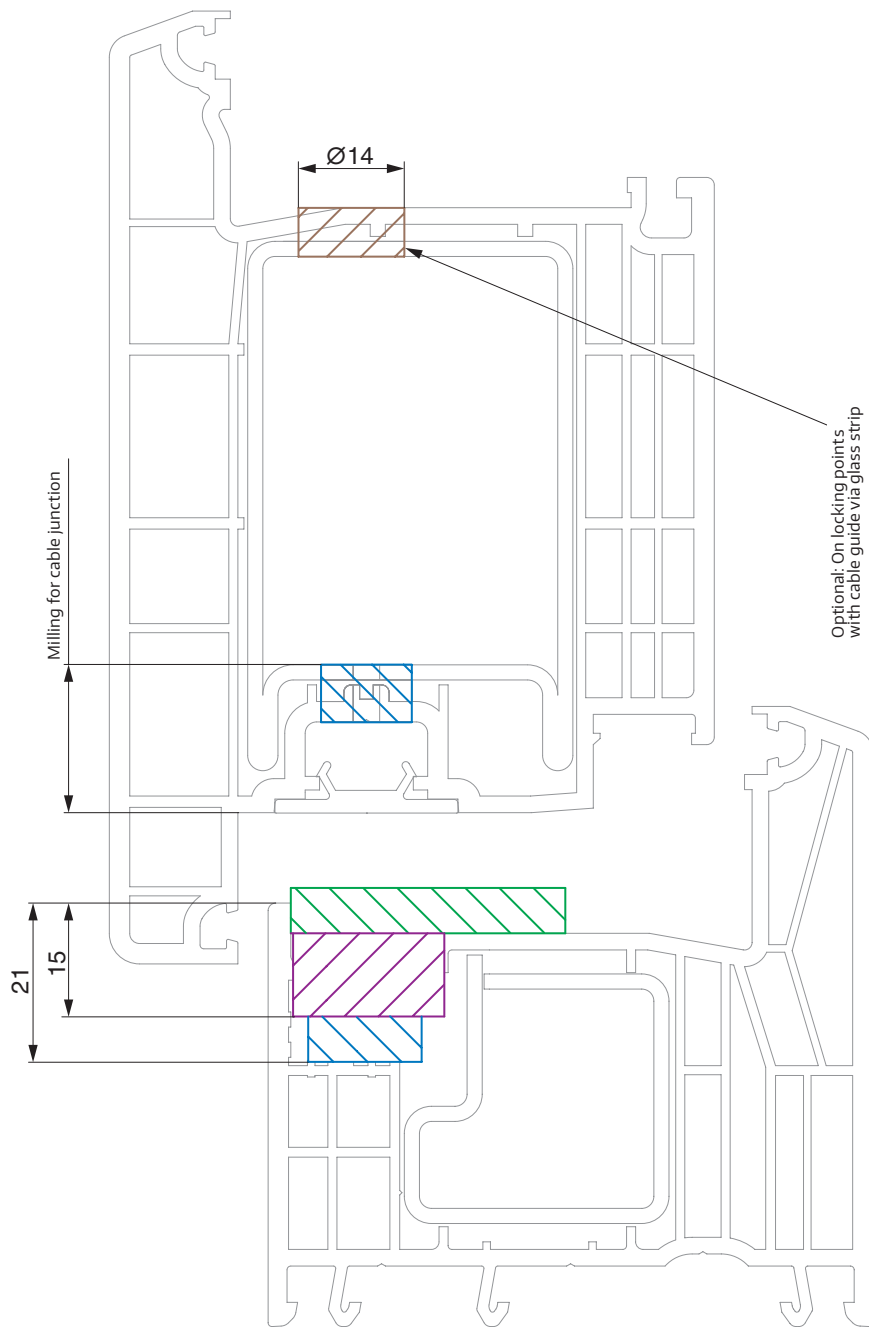 Ø14
Milling for cable junction
Optional: On locking points
with cable guide via glass strip
15
21